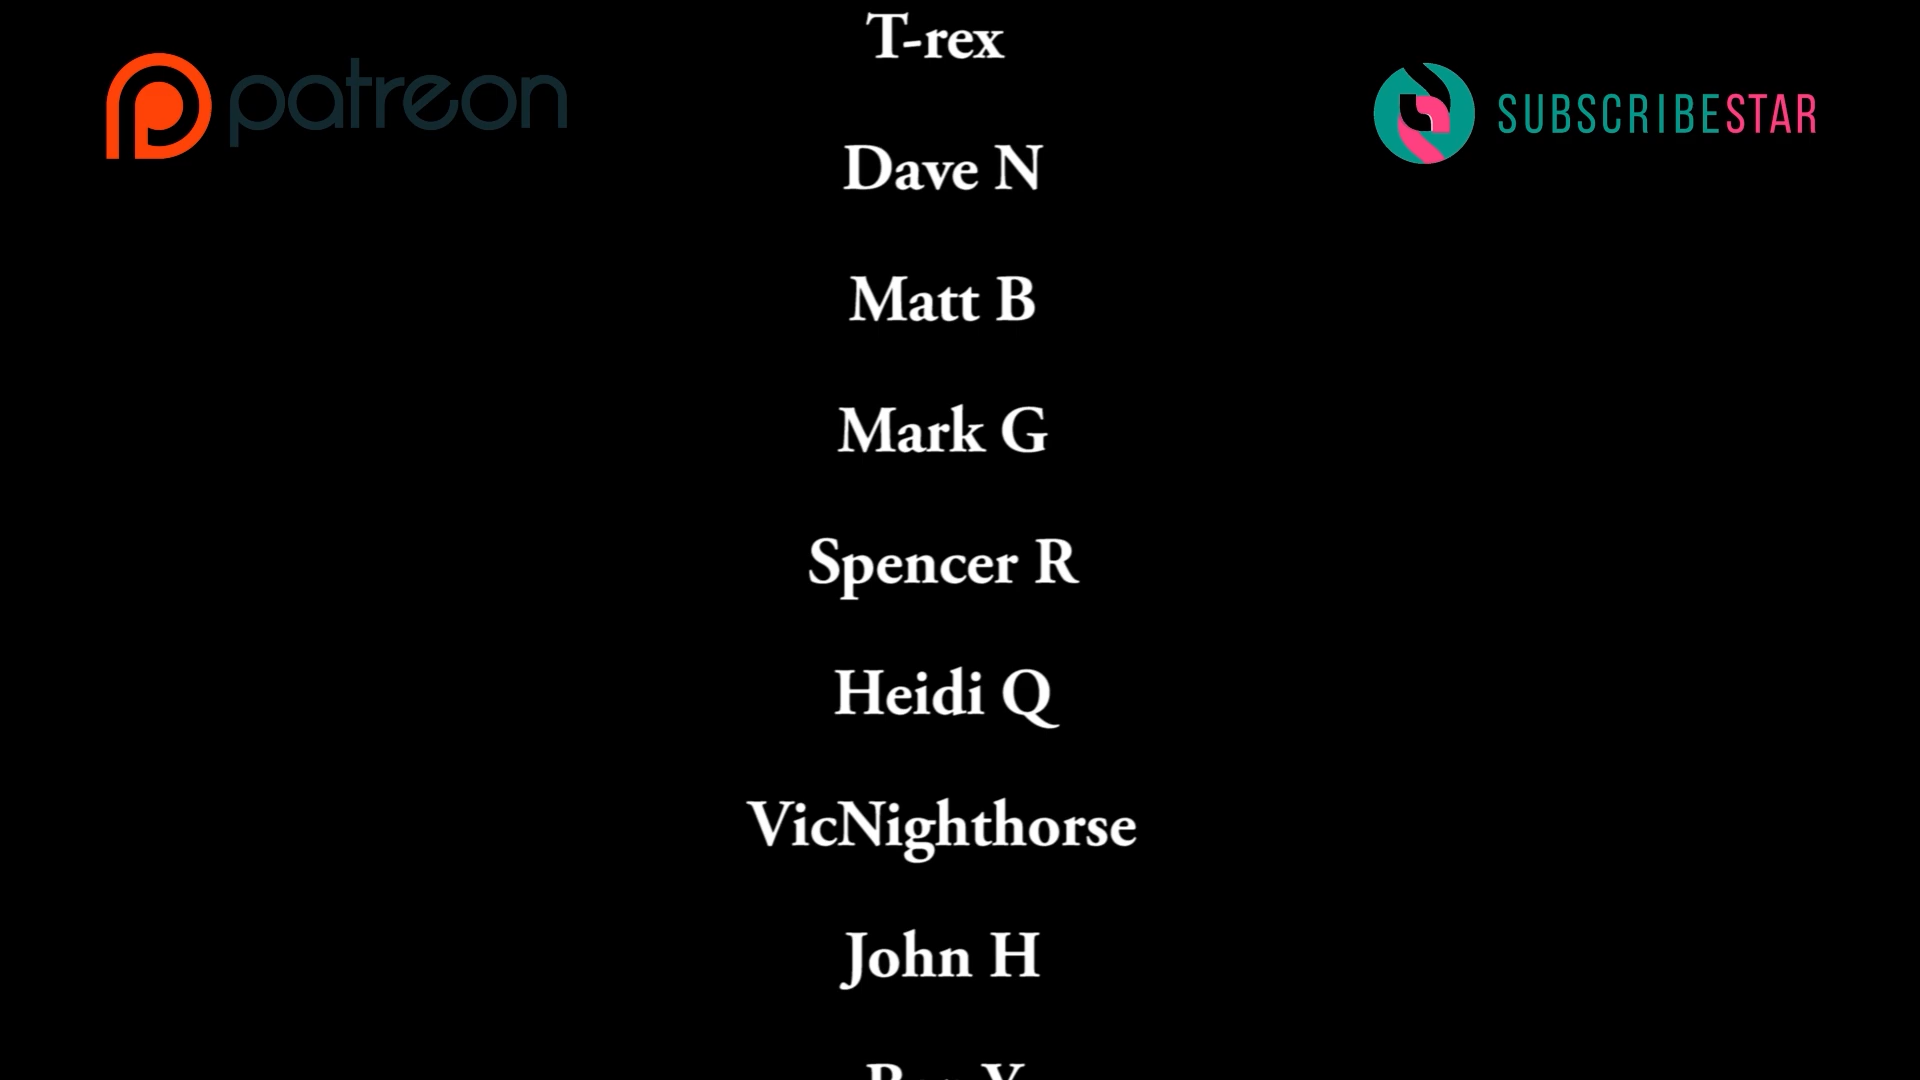 patreon
SUBSCRIBESTAR
T-rex
Dave N
Matt B
Mark G
Spencer R
Heidi Q
VicNighthorse
John H